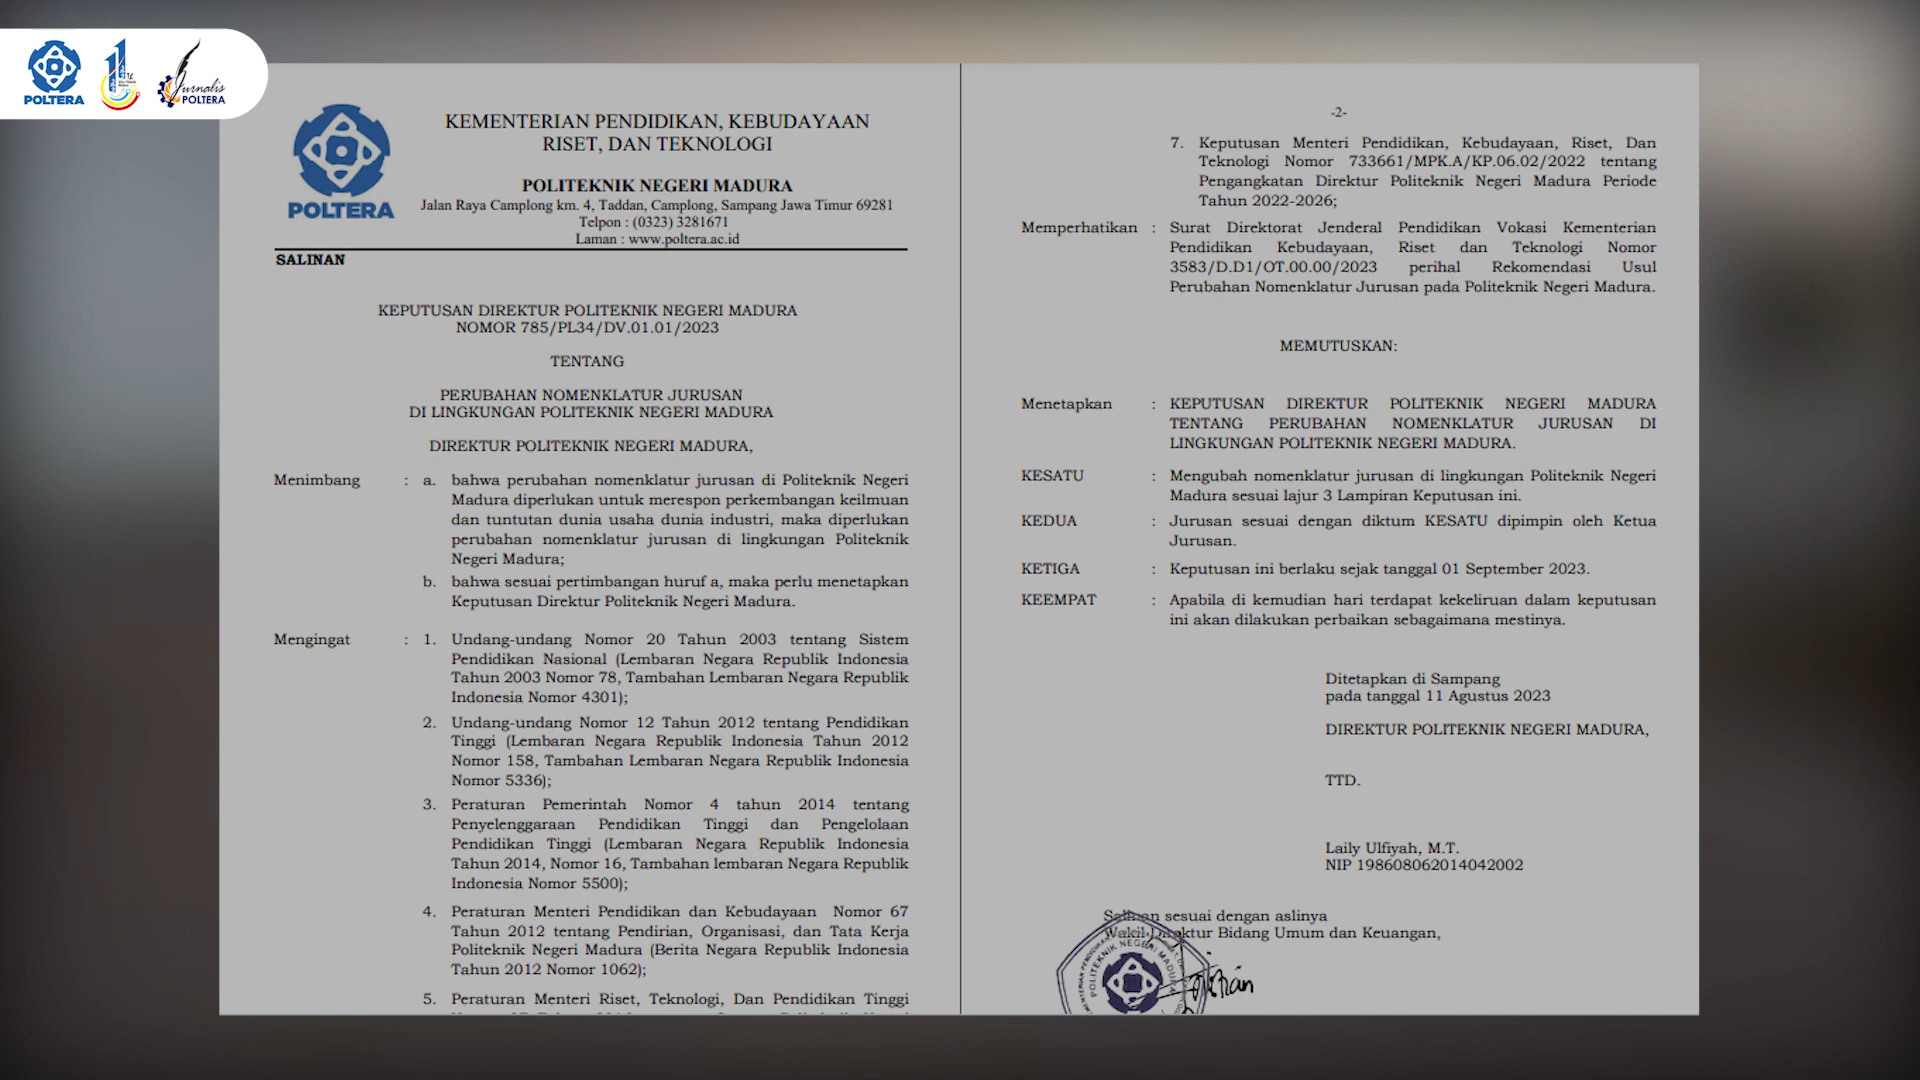 POLTERA
Jurnalis
POLTERA
POLTERA
KEMENTERIAN PENDIDIKAN, KEBUDAYAAN
RISET, DAN TEKNOLOGI
POLITEKNIK NEGERI MADURA
Jalan Raya Camplong km. 4, Taddan, Camplong, Sampang Jawa Timur 69281
Telpon : (0323) 3281671
Laman : www.poltera.ac.id
SALINAN
KEPUTUSAN DIREKTUR POLITEKNIK NEGERI MADURA
NOMOR 785/PL34/DV.01.01/2023
TENTANG
PERUBAHAN NOMENKLATUR JURUSAN
DI LINGKUNGAN POLITEKNIK NEGERI MADURA
DIREKTUR POLITEKNIK NEGERI MADURA,
Menimbang : a. bahwa perubahan nomenklatur jurusan di Politeknik Negeri
Madura diperlukan untuk merespon perkembangan keilmuan
dan tuntutan dunia usaha dunia industri, maka diperlukan
perubahan nomenklatur jurusan di lingkungan Politeknik
Negeri Madura;
b. bahwa sesuai pertimbangan huruf a, maka perlu menetapkan
Keputusan Direktur Politeknik Negeri Madura.
Mengingat : 1. Undang-undang Nomor 20 Tahun 2003 tentang Sistem
Pendidikan Nasional (Lembaran Negara Republik Indonesia
Tahun 2003 Nomor 78, Tambahan Lembaran Negara Republik
Indonesia Nomor 4301);
2. Undang-undang Nomor 12 Tahun 2012 tentang Pendidikan
Tinggi (Lembaran Negara Republik Indonesia Tahun 2012
Nomor 158, Tambahan Lembaran Negara Republik Indonesia
Nomor 5336);
3. Peraturan Pemerintah Nomor 4 tahun 2014 tentang
Penyelenggaraan Pendidikan Tinggi dan Pengelolaan
Pendidikan Tinggi (Lembaran Negara Republik Indonesia
Tahun 2014, Nomor 16, Tambahan lembaran Negara Republik
Indonesia Nomor 5500);
4. Peraturan Menteri Pendidikan dan Kebudayaan Nomor 67
Tahun 2012 tentang Pendirian, Organisasi, dan Tata Kerja
Politeknik Negeri Madura (Berita Negara Republik Indonesia
Tahun 2012 Nomor 1062);
5. Peraturan Menteri Riset, Teknologi, Dan Pendidikan Tinggi
-2-
7. Keputusan Menteri Pendidikan, Kebudayaan, Riset, Dan
Teknologi Nomor 733661/MPK.A/KP.06.02/2022 tentang
Pengangkatan Direktur Politeknik Negeri Madura Periode
Tahun 2022-2026;
Memperhatikan : Surat Direktorat Jenderal Pendidikan Vokasi Kementerian
Pendidikan Kebudayaan, Riset dan Teknologi Nomor
3583/D.D1/OT.00.00/2023 perihal Rekomendasi Usul
Perubahan Nomenklatur Jurusan pada Politeknik Negeri Madura.
MEMUTUSKAN:
Menetapkan : KEPUTUSAN DIREKTUR POLITEKNIK NEGERI MADURA
TENTANG PERUBAHAN NOMENKLATUR JURUSAN DI
LINGKUNGAN POLITEKNIK NEGERI MADURA.
KESATU : Mengubah nomenklatur jurusan di lingkungan Politeknik Negeri
Madura sesuai lajur 3 Lampiran Keputusan ini.
KEDUA : Jurusan sesuai dengan diktum KESATU dipimpin oleh Ketua
Jurusan.
KETIGA : Keputusan ini berlaku sejak tanggal 01 September 2023.
KEEMPAT : Apabila di kemudian hari terdapat kekeliruan dalam keputusan
ini akan dilakukan perbaikan sebagaimana mestinya.
Ditetapkan di Sampang
pada tanggal 11 Agustus 2023
DIREKTUR POLITEKNIK NEGERI MADURA,
TTD.
Laily Ulfiyah, M.T.
NIP 198608062014042002
Salinan sesuai dengan aslinya
Wakil Direktur Bidang Umum dan Keuangan,
POLITEKNIK NEGERI MADURA